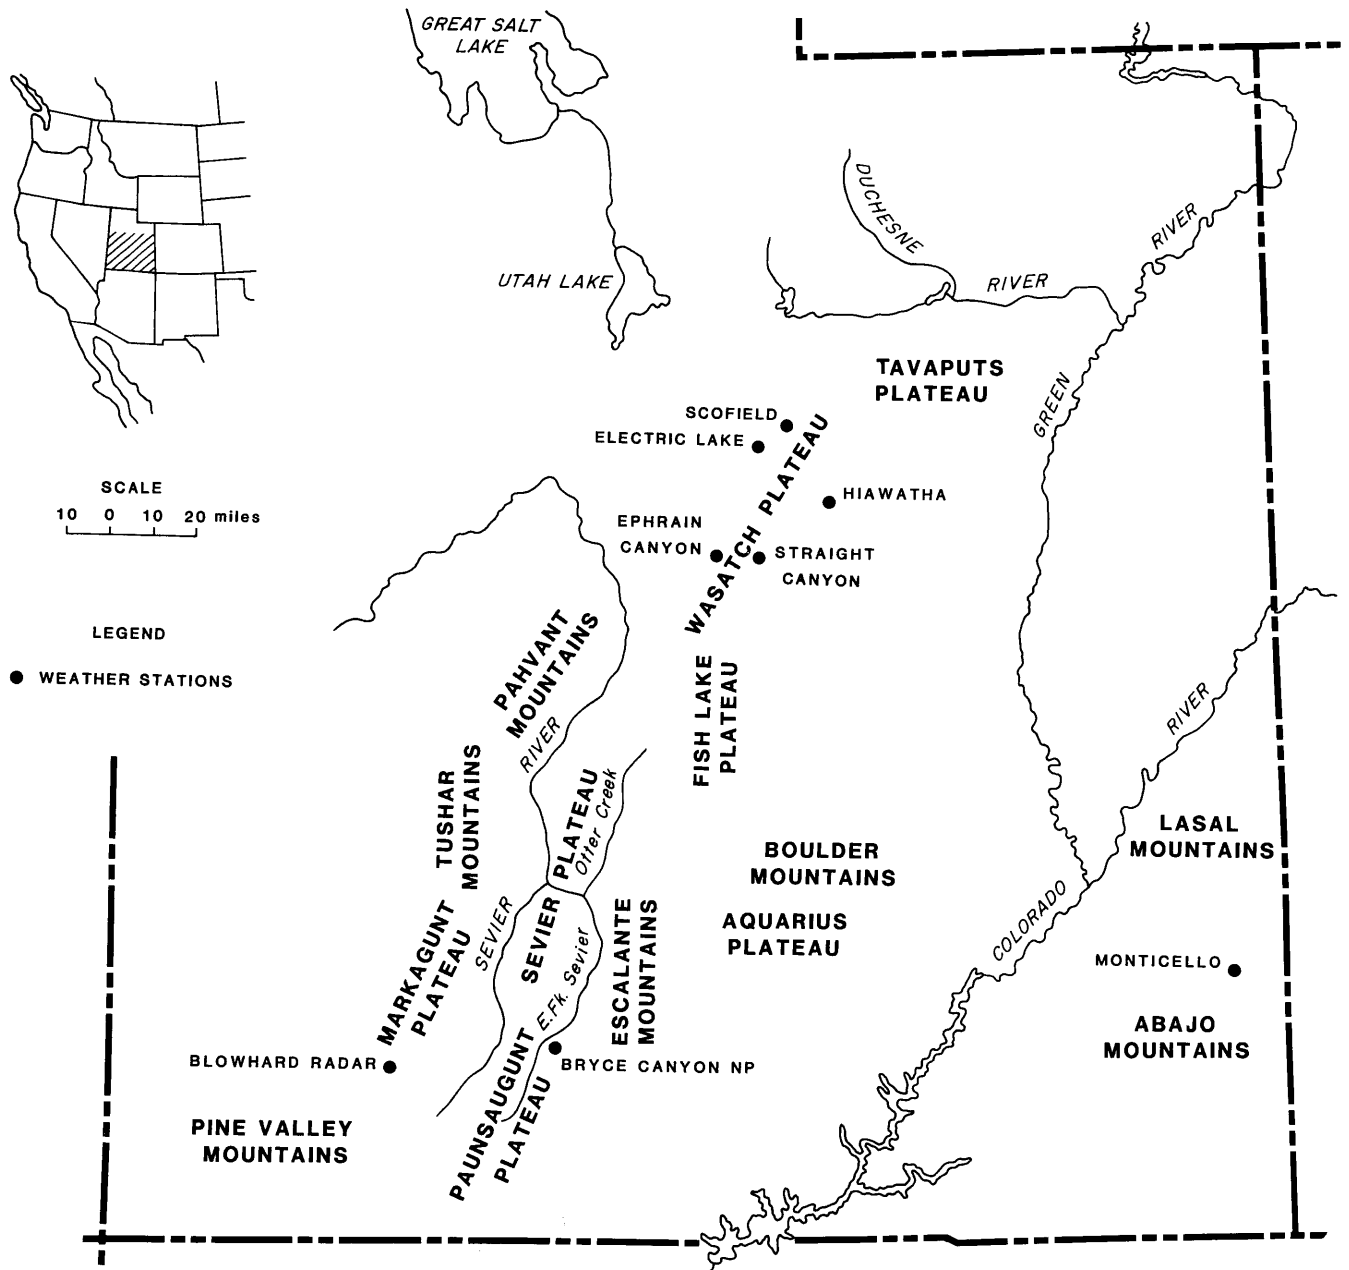 GREAT SALT
LAKE
DUCHESNE
RIVER
RIVER
UTAH LAKE
TAVAPUTS
PLATEAU
GREEN
SCOFIELD
ELECTRIC LAKE
WASATCH PLATEAU
HIAWATHA
EPHRAIN
CANYON
STRAIGHT
CANYON
SCALE
10 0 10 20 miles
LEGEND
WEATHER STATIONS
PAHVANT
MOUNTAINS
RIVER
FISH LAKE
PLATEAU
RIVER
TUSHAR
MOUNTAINS
SEVIER PLATEAU
Otter Creek
LASAL
MOUNTAINS
BOULDER
MOUNTAINS
AQUARIUS
PLATEAU
COLORADO
MARKAGUNT
PLATEAU
SEVIER
E.Fk. Sevier
ESCALANTE
MOUNTAINS
MONTICELLO
ABAJO
MOUNTAINS
BLOWHARD RADAR
BRYCE CANYON NP
PAUNSAUGUNT
PLATEAU
PINE VALLEY
MOUNTAINS